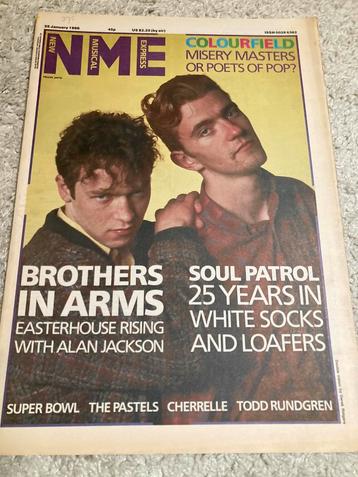 25 January 1986 45p US $2.25 (by air) ISSN 0028 6362
NEW MUSICAL EXPRESS
NME
COLOURFIELD
MISERY MASTERS
OR POETS OF POP?
BROTHERS
IN ARMS
EASTERHOUSE RISING
WITH ALAN JACKSON
SOUL PATROL
25 YEARS IN
WHITE SOCKS
AND LOAFERS
SUPER BOWL THE PASTELS CHERRELLE TODD RUNDGREN